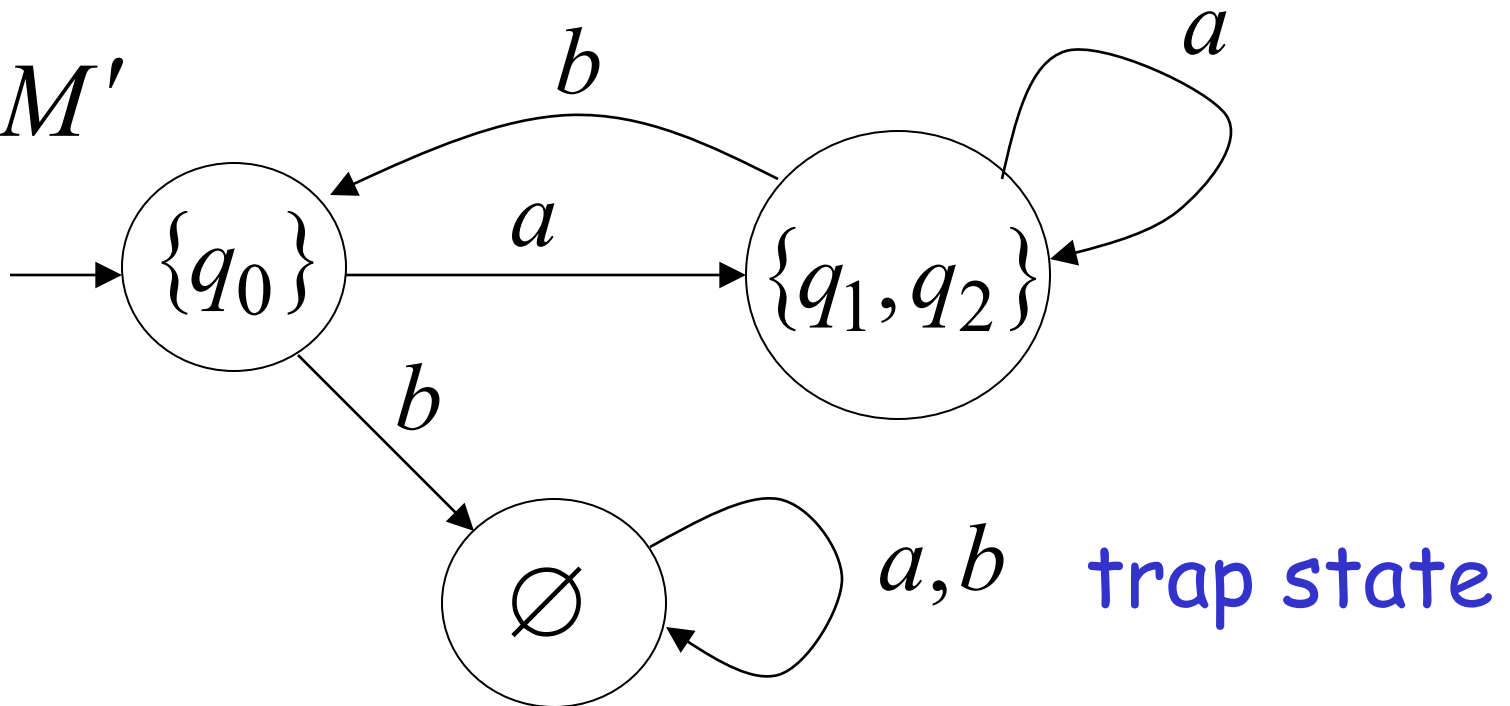 M′
b
a
{q₀}
a
{q₁,q₂}
b
∅
a,b
trap state